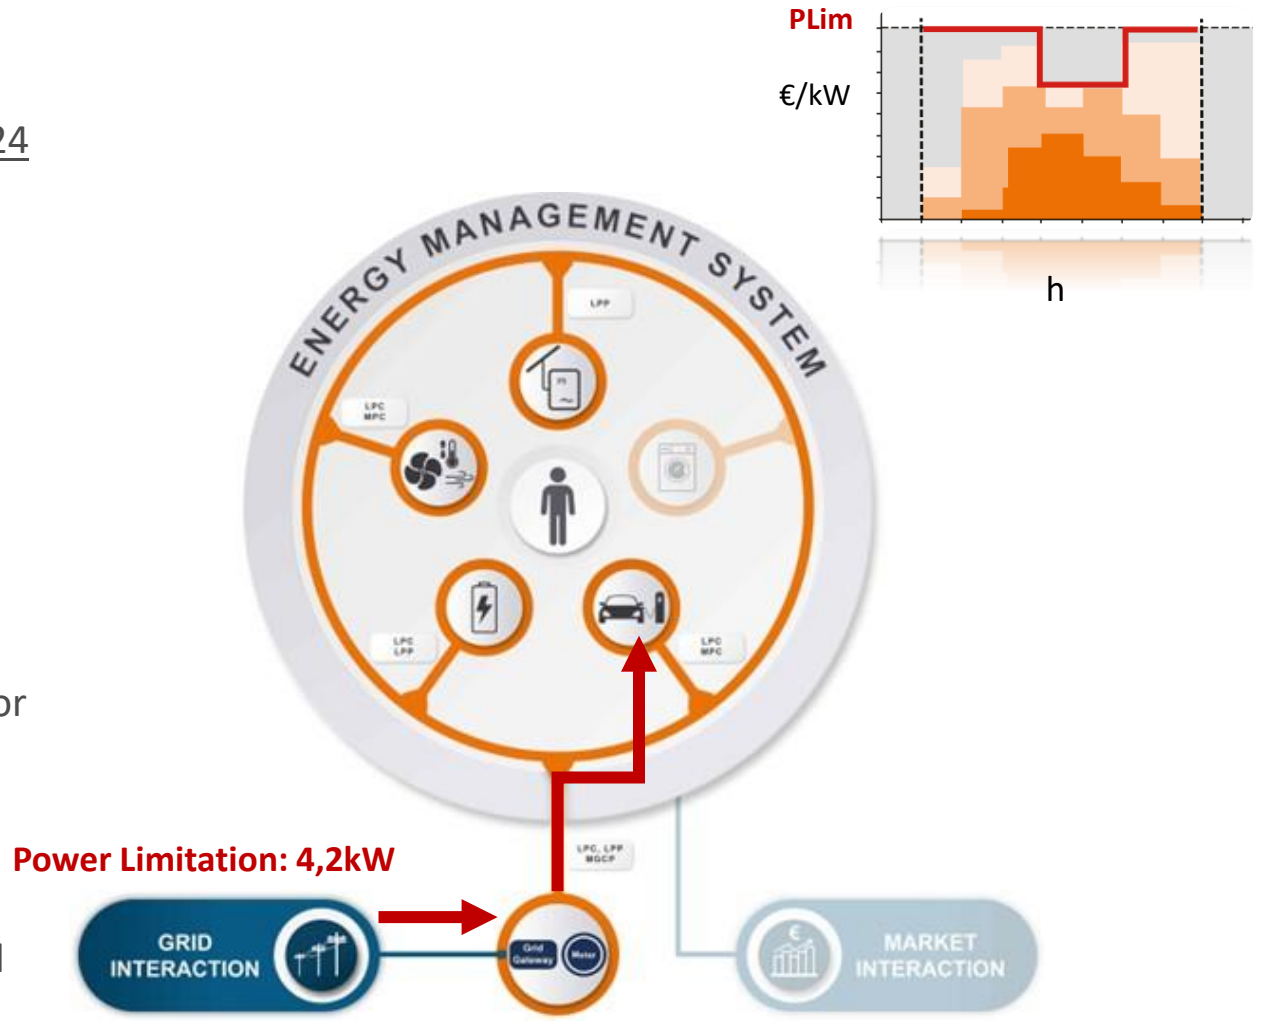 PLim
€/kW
24
h
ENERGY MANAGEMENT SYSTEM
LPP
LPC
MPC
LPC
LPP
LPC
MPC
or
Power Limitation: 4,2kW
LPC, LPP
MGCP
GRID
INTERACTION
Grid
Gateway
Meter
€
MARKET
INTERACTION